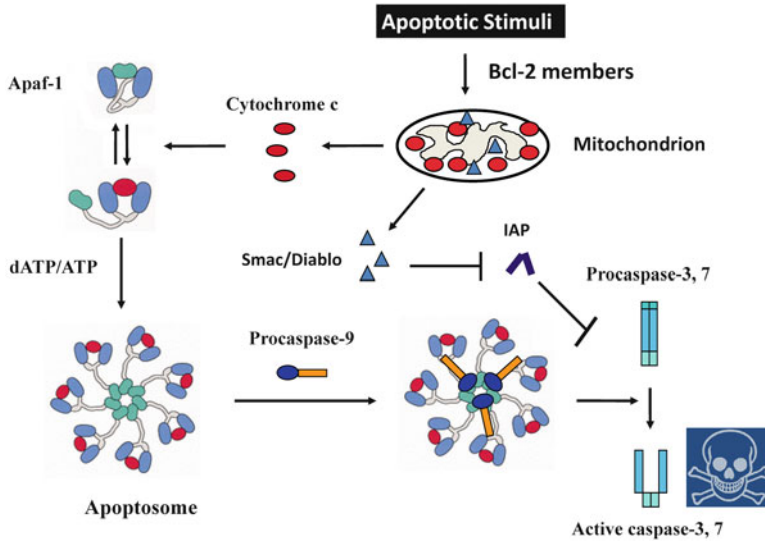 Apoptotic Stimuli
Bcl-2 members
Apaf-1
Cytochrome c
Mitochondrion
Smac/Diablo
IAP
dATP/ATP
Procaspase-3, 7
Procaspase-9
Apoptosome
Active caspase-3, 7